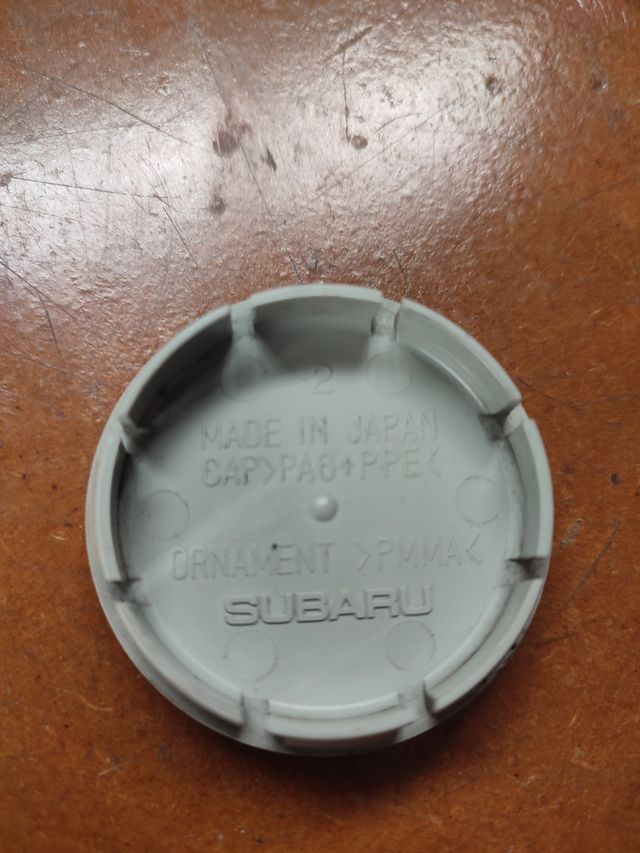 2
MADE IN JAPAN
CAP>PA6+PPE<
ORNAMENT >PMMA<
SUBARU